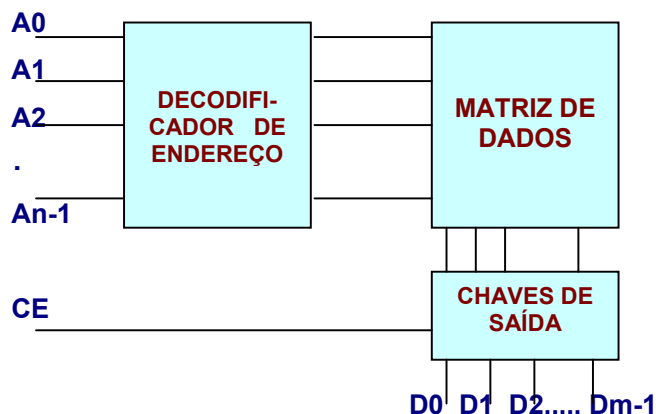 A0
A1
A2
.
An-1
CE
DECODIFI-
CADOR DE
ENDEREÇO
MATRIZ DE
DADOS
CHAVES DE
SAÍDA
D0 D1 D2..... Dm-1